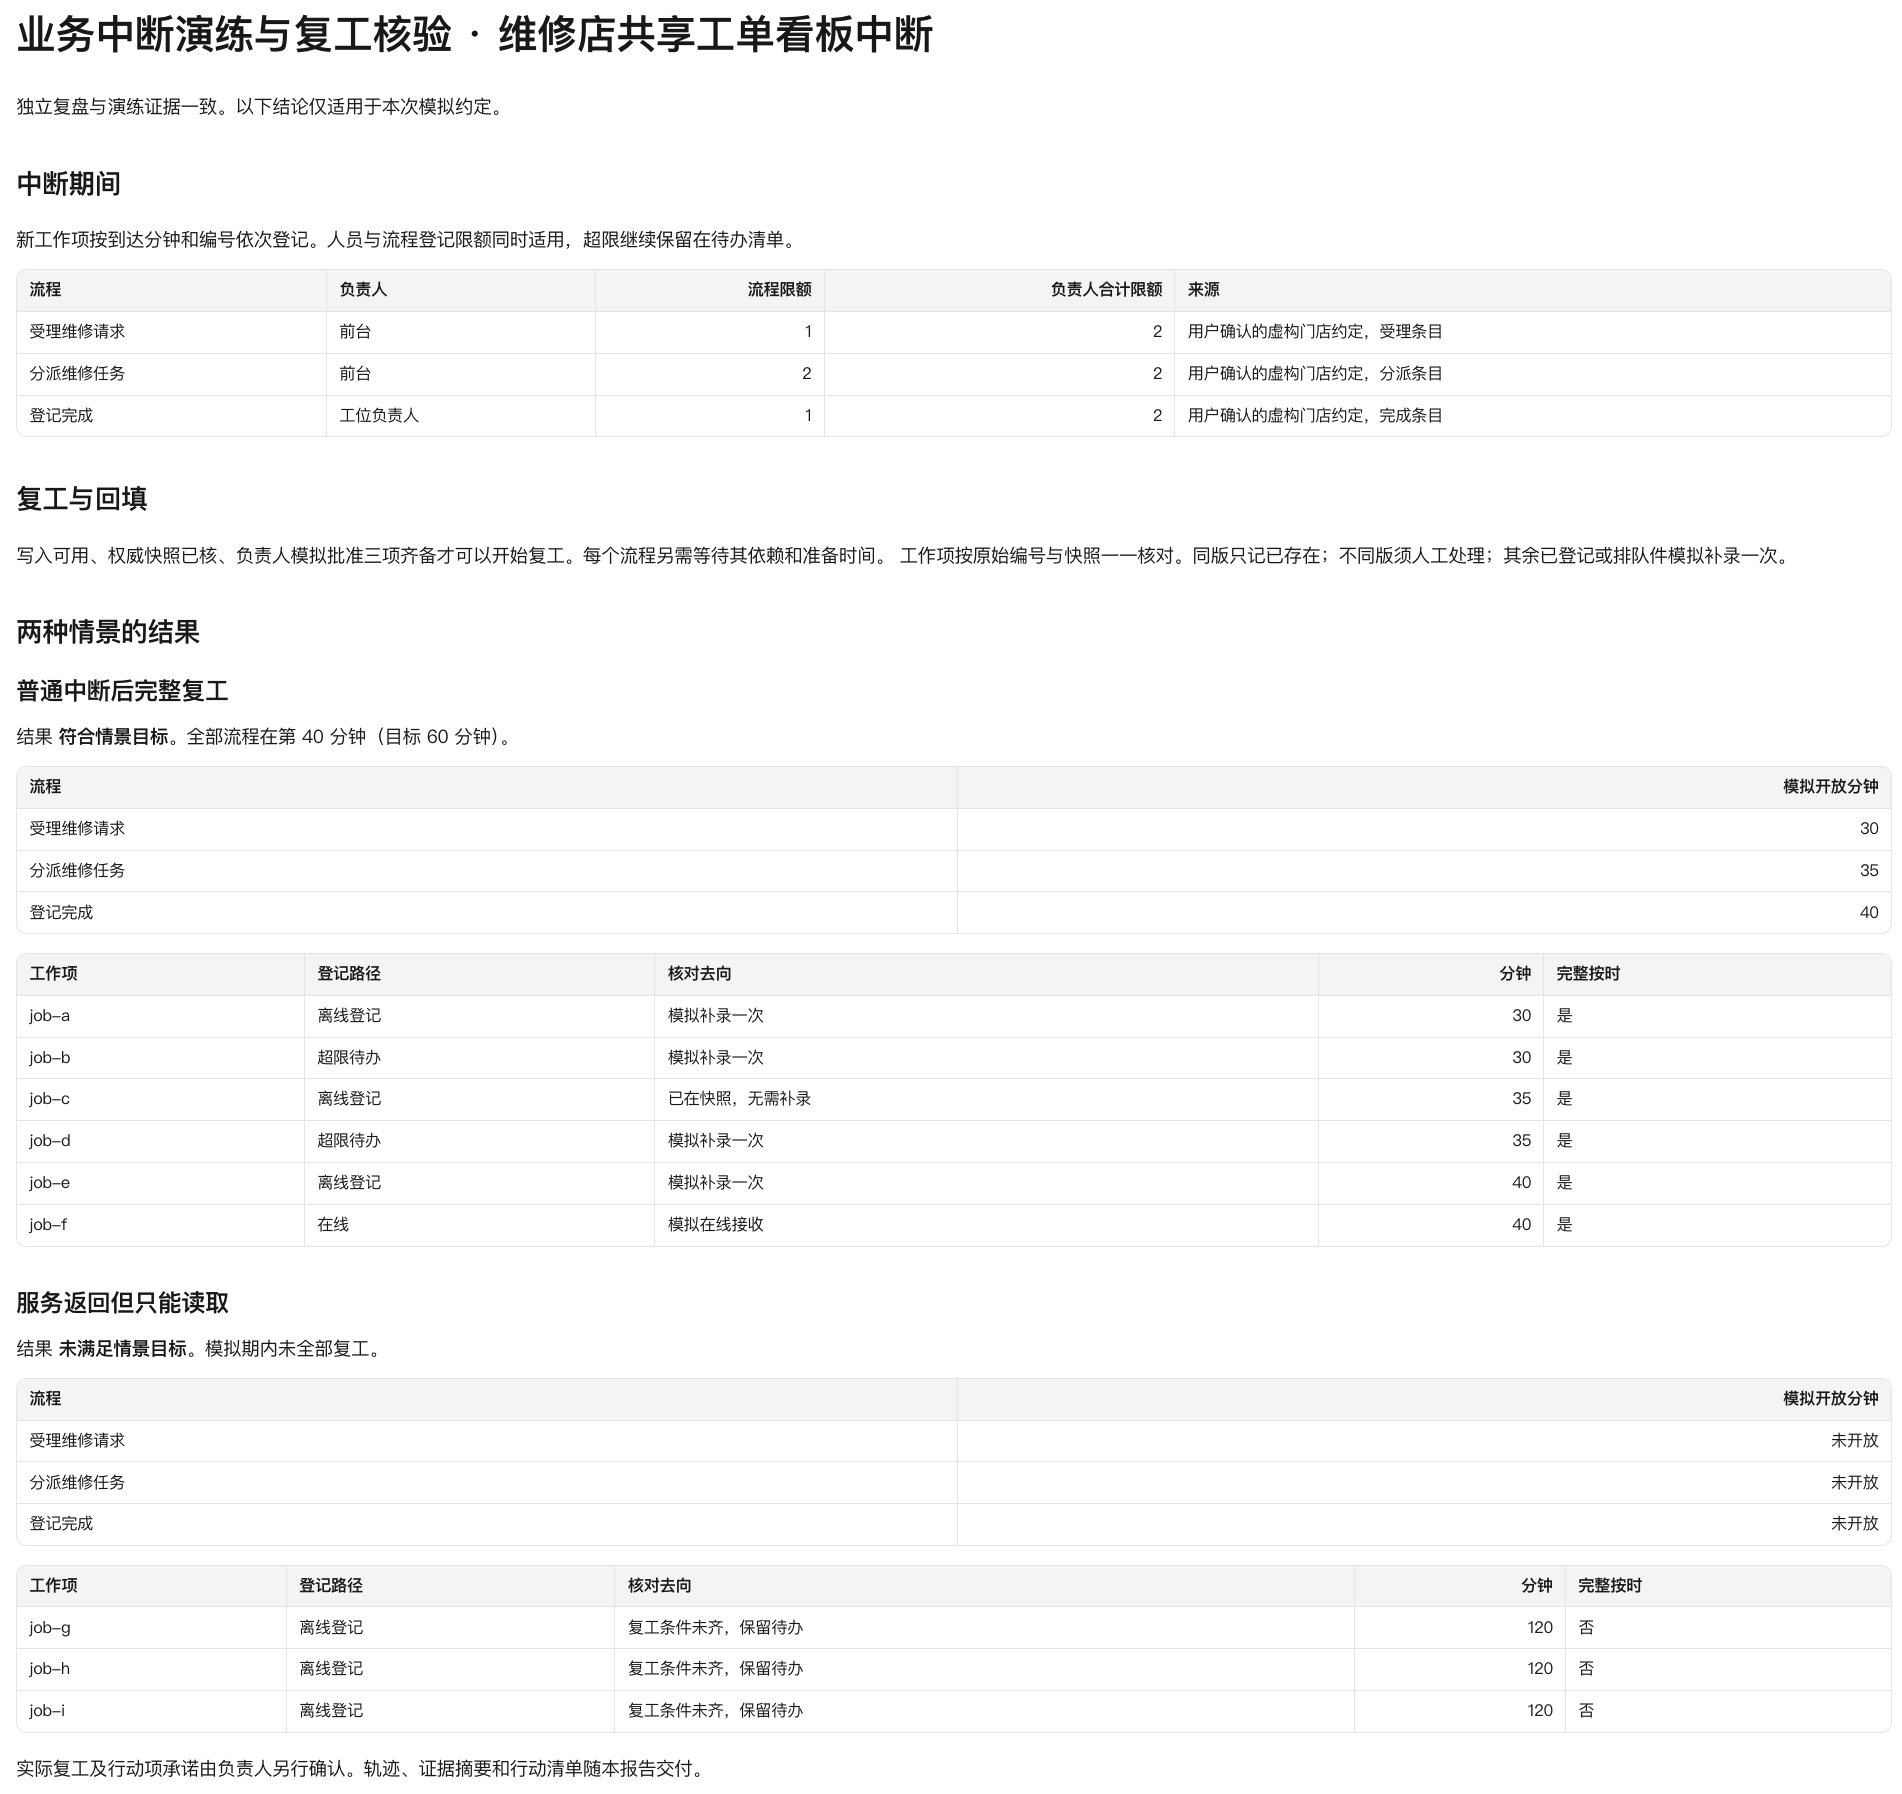 业务中断演练与复工核验 · 维修店共享工单看板中断
独立复盘与演练证据一致。以下结论仅适用于本次模拟约定。
中断期间
新工作项按到达分钟和编号依次登记。人员与流程登记限额同时适用，超限继续保留在待办清单。
流程 负责人 流程限额 负责人合计限额 来源
受理维修请求 前台 1 2 用户确认的虚构门店约定，受理条目
分派维修任务 前台 2 2 用户确认的虚构门店约定，分派条目
登记完成 工位负责人 1 2 用户确认的虚构门店约定，完成条目
复工与回填
写入可用、权威快照已核、负责人模拟批准三项齐备才可以开始复工。每个流程另需等待其依赖和准备时间。 工作项按原始编号与快照一一核对。同版只记已存在；不同版须人工处理；其余已登记或排队件模拟补录一次。
两种情景的结果
普通中断后完整复工
结果 符合情景目标。全部流程在第 40 分钟（目标 60 分钟）。
流程 模拟开放分钟
受理维修请求 30
分派维修任务 35
登记完成 40
工作项 登记路径 核对去向 分钟 完整按时
job-a 离线登记 模拟补录一次 30 是
job-b 超限待办 模拟补录一次 30 是
job-c 离线登记 已在快照，无需补录 35 是
job-d 超限待办 模拟补录一次 35 是
job-e 离线登记 模拟补录一次 40 是
job-f 在线 模拟在线接收 40 是
服务返回但只能读取
结果 未满足情景目标。模拟期内未全部复工。
流程 模拟开放分钟
受理维修请求 未开放
分派维修任务 未开放
登记完成 未开放
工作项 登记路径 核对去向 分钟 完整按时
job-g 离线登记 复工条件未齐，保留待办 120 否
job-h 离线登记 复工条件未齐，保留待办 120 否
job-i 离线登记 复工条件未齐，保留待办 120 否
实际复工及行动项承诺由负责人另行确认。轨迹、证据摘要和行动清单随本报告交付。